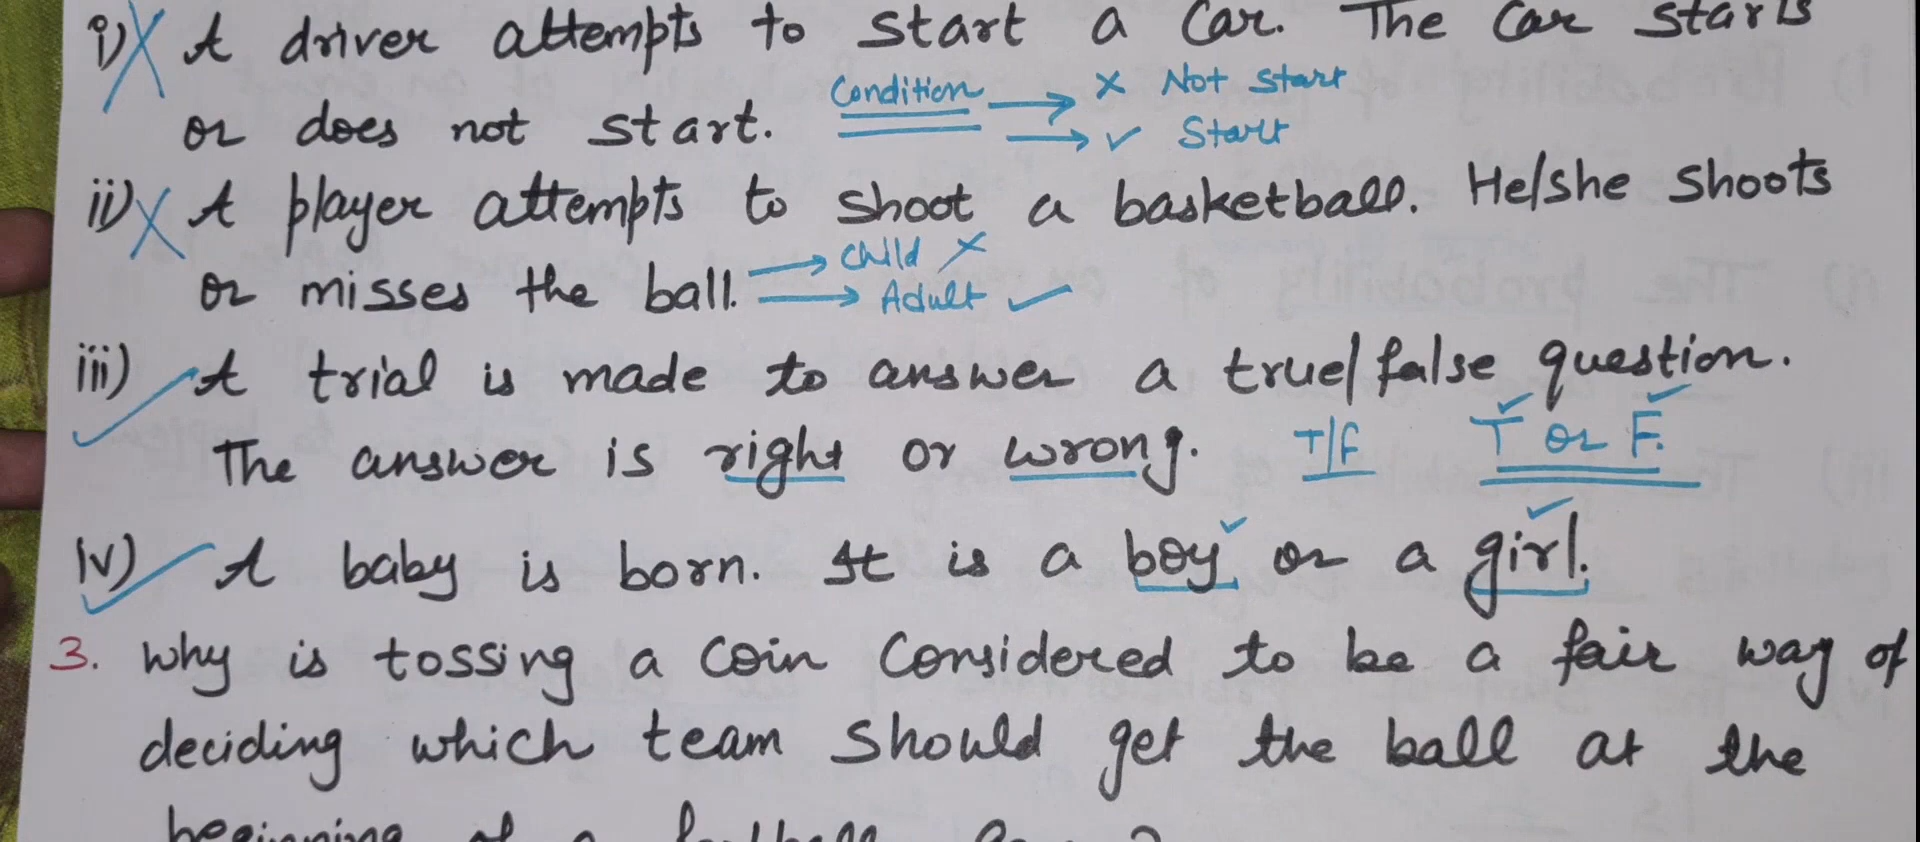 i) X A driver attempts to start a car. The car starts
or does not start. Condition → X Not start
→ ✓ Start
ii) X A player attempts to shoot a basketball. He/she shoots
or misses the ball. → Child X
→ Adult ✓
iii) A trial is made to answer a true/false question.
The answer is right or wrong. T/F T or F.
iv) A baby is born. It is a boy or a girl.
3. Why is tossing a coin considered to be a fair way of
deciding which team should get the ball at the
beginning of a football game?